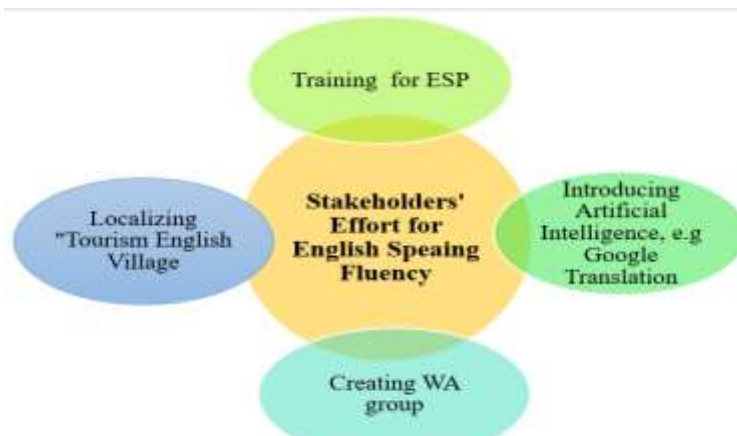 Training for ESP
Stakeholders'
Effort for
English Speaing
Fluency
Localizing
"Tourism English
Village
Introducing
Artificial
Intelligence, e.g
Google
Translation
Creating WA
group